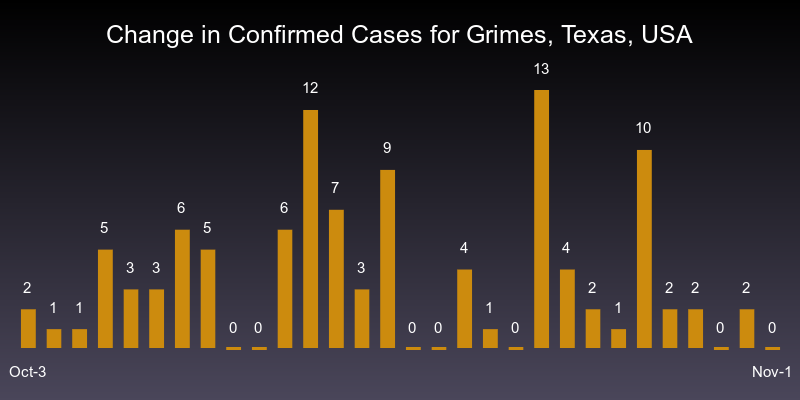 Change in Confirmed Cases for Grimes, Texas, USA
2 1 1 5 3 3 6 5 0 0 6 12 7 3 9 0 0 4 1 0 13 4 2 1 10 2 2 0 2 0
Oct-3 Nov-1